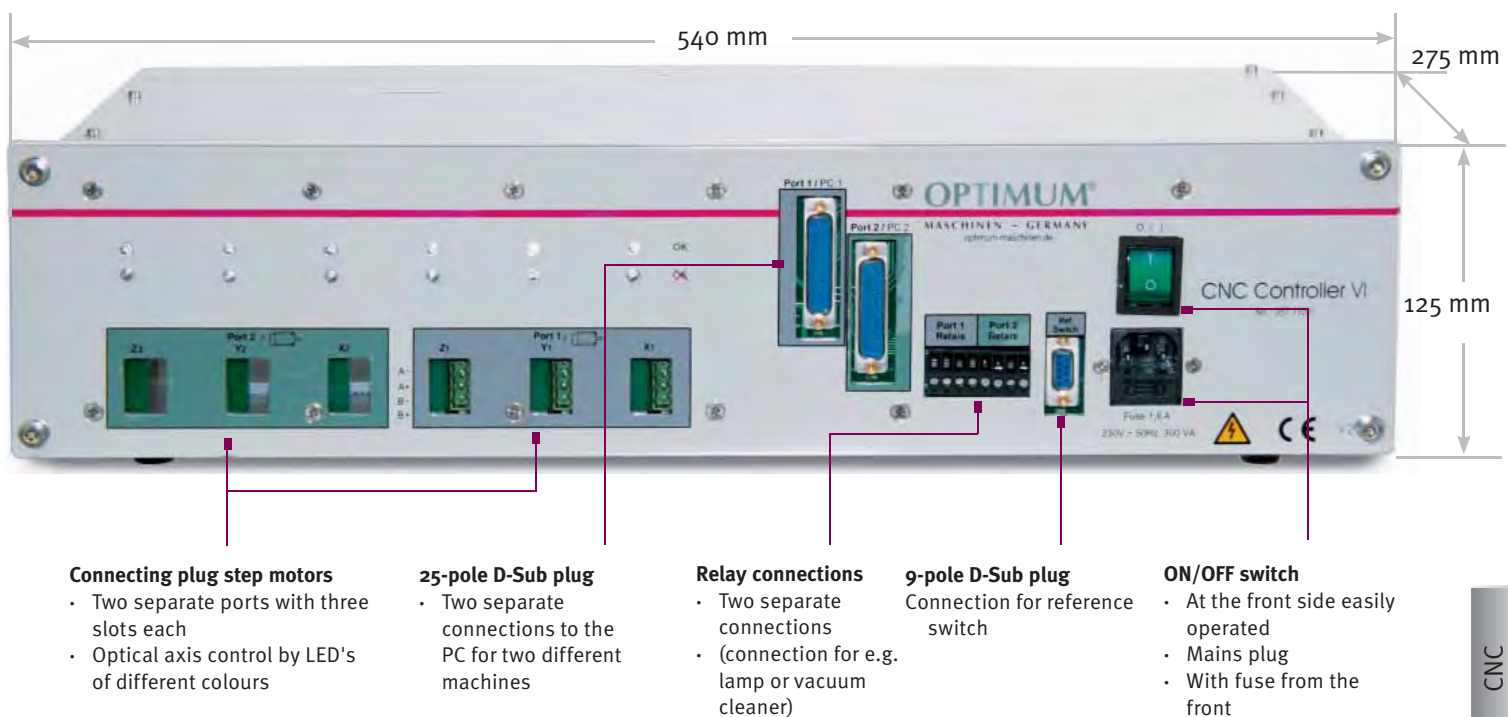 540 mm
275 mm
125 mm
Port 1 / PC 1
Port 2 / PC 2
OPTIMUM®
MASCHINEN - GERMANY
optimum-maschinen.de
OK
OK
CNC Controller VI
Port 2 /
Z2
Y2
X2
Port 1 /
Z1
Y1
X1
A-
A+
B-
B+
Port 1
Relais
Port 2
Relais
Ref.
Switch
Fuse 1,6 A
230V ~ 50Hz, 300 VA
CE
Connecting plug step motors
• Two separate ports with three
slots each
• Optical axis control by LED's
of different colours
25-pole D-Sub plug
• Two separate
connections to the
PC for two different
machines
Relay connections
• Two separate
connections
• (connection for e.g.
lamp or vacuum
cleaner)
9-pole D-Sub plug
Connection for reference
switch
ON/OFF switch
• At the front side easily
operated
• Mains plug
• With fuse from the
front
CNC